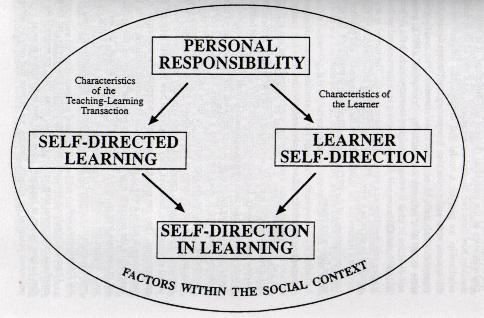 PERSONAL
RESPONSIBILITY
Characteristics
of the
Teaching-Learning
Transaction
Characteristics of
the Learner
SELF-DIRECTED
LEARNING
LEARNER
SELF-DIRECTION
SELF-DIRECTION
IN LEARNING
FACTORS WITHIN THE SOCIAL CONTEXT